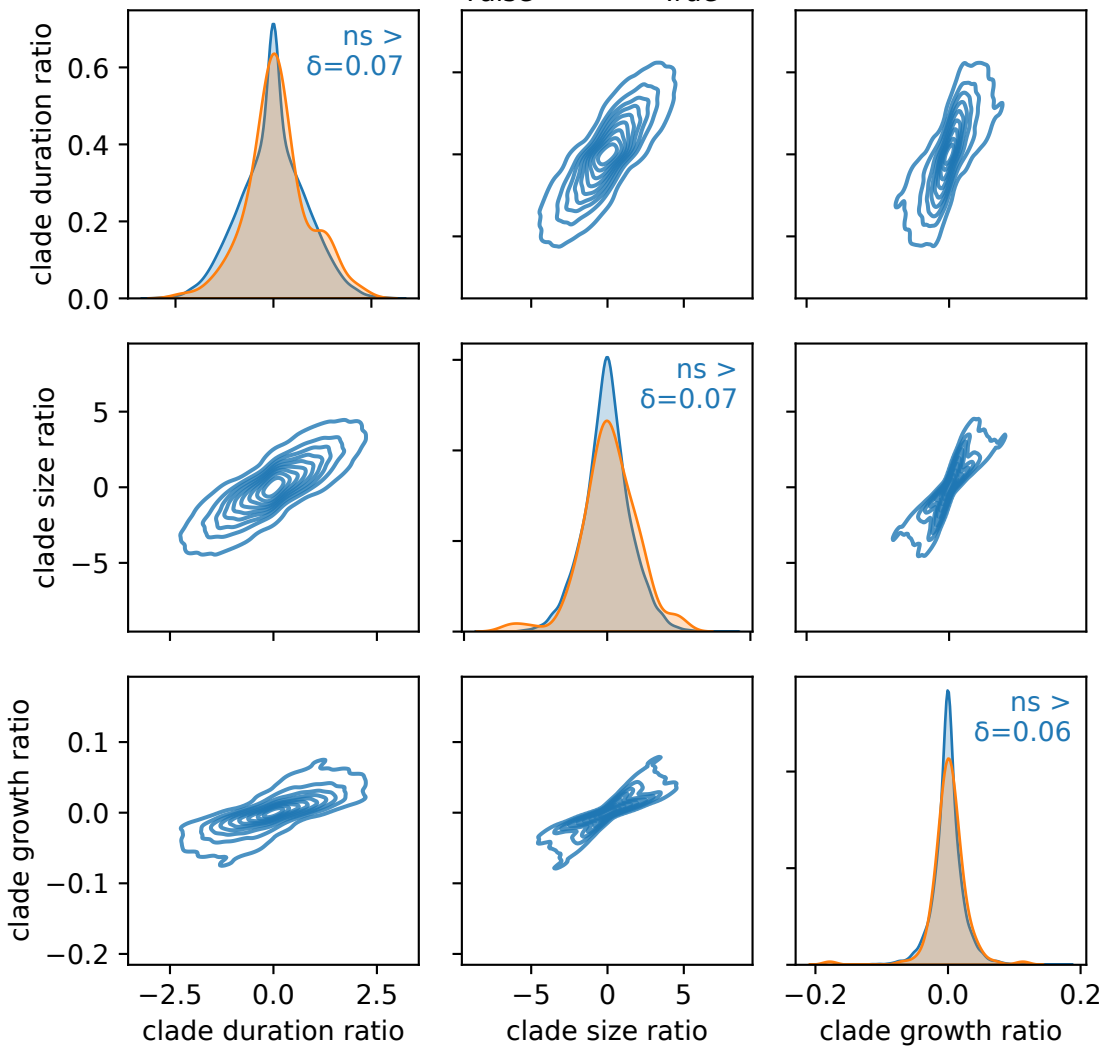 clade duration ratio
0.6
0.4
0.2
0.0
ns >
δ=0.07
clade size ratio
5
0
−5
ns >
δ=0.07
clade growth ratio
0.1
0.0
−0.1
−0.2
ns >
δ=0.06
−2.5 0.0 2.5
−5 0 5
−0.2 0.0 0.2
clade duration ratio
clade size ratio
clade growth ratio